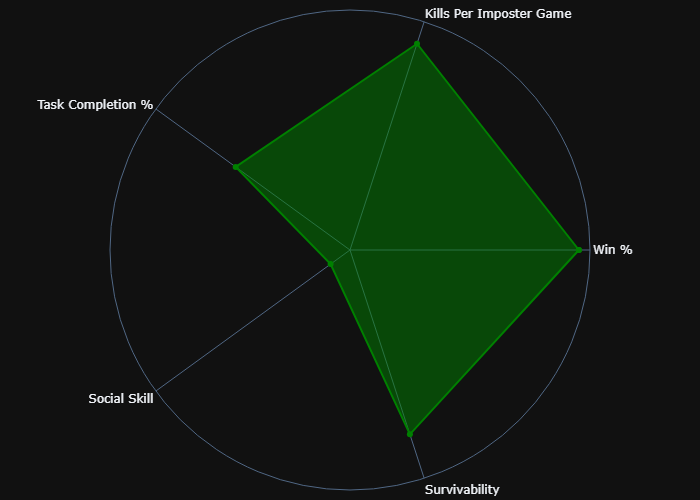 Kills Per Imposter Game
Task Completion %
Win %
Social Skill
Survivability